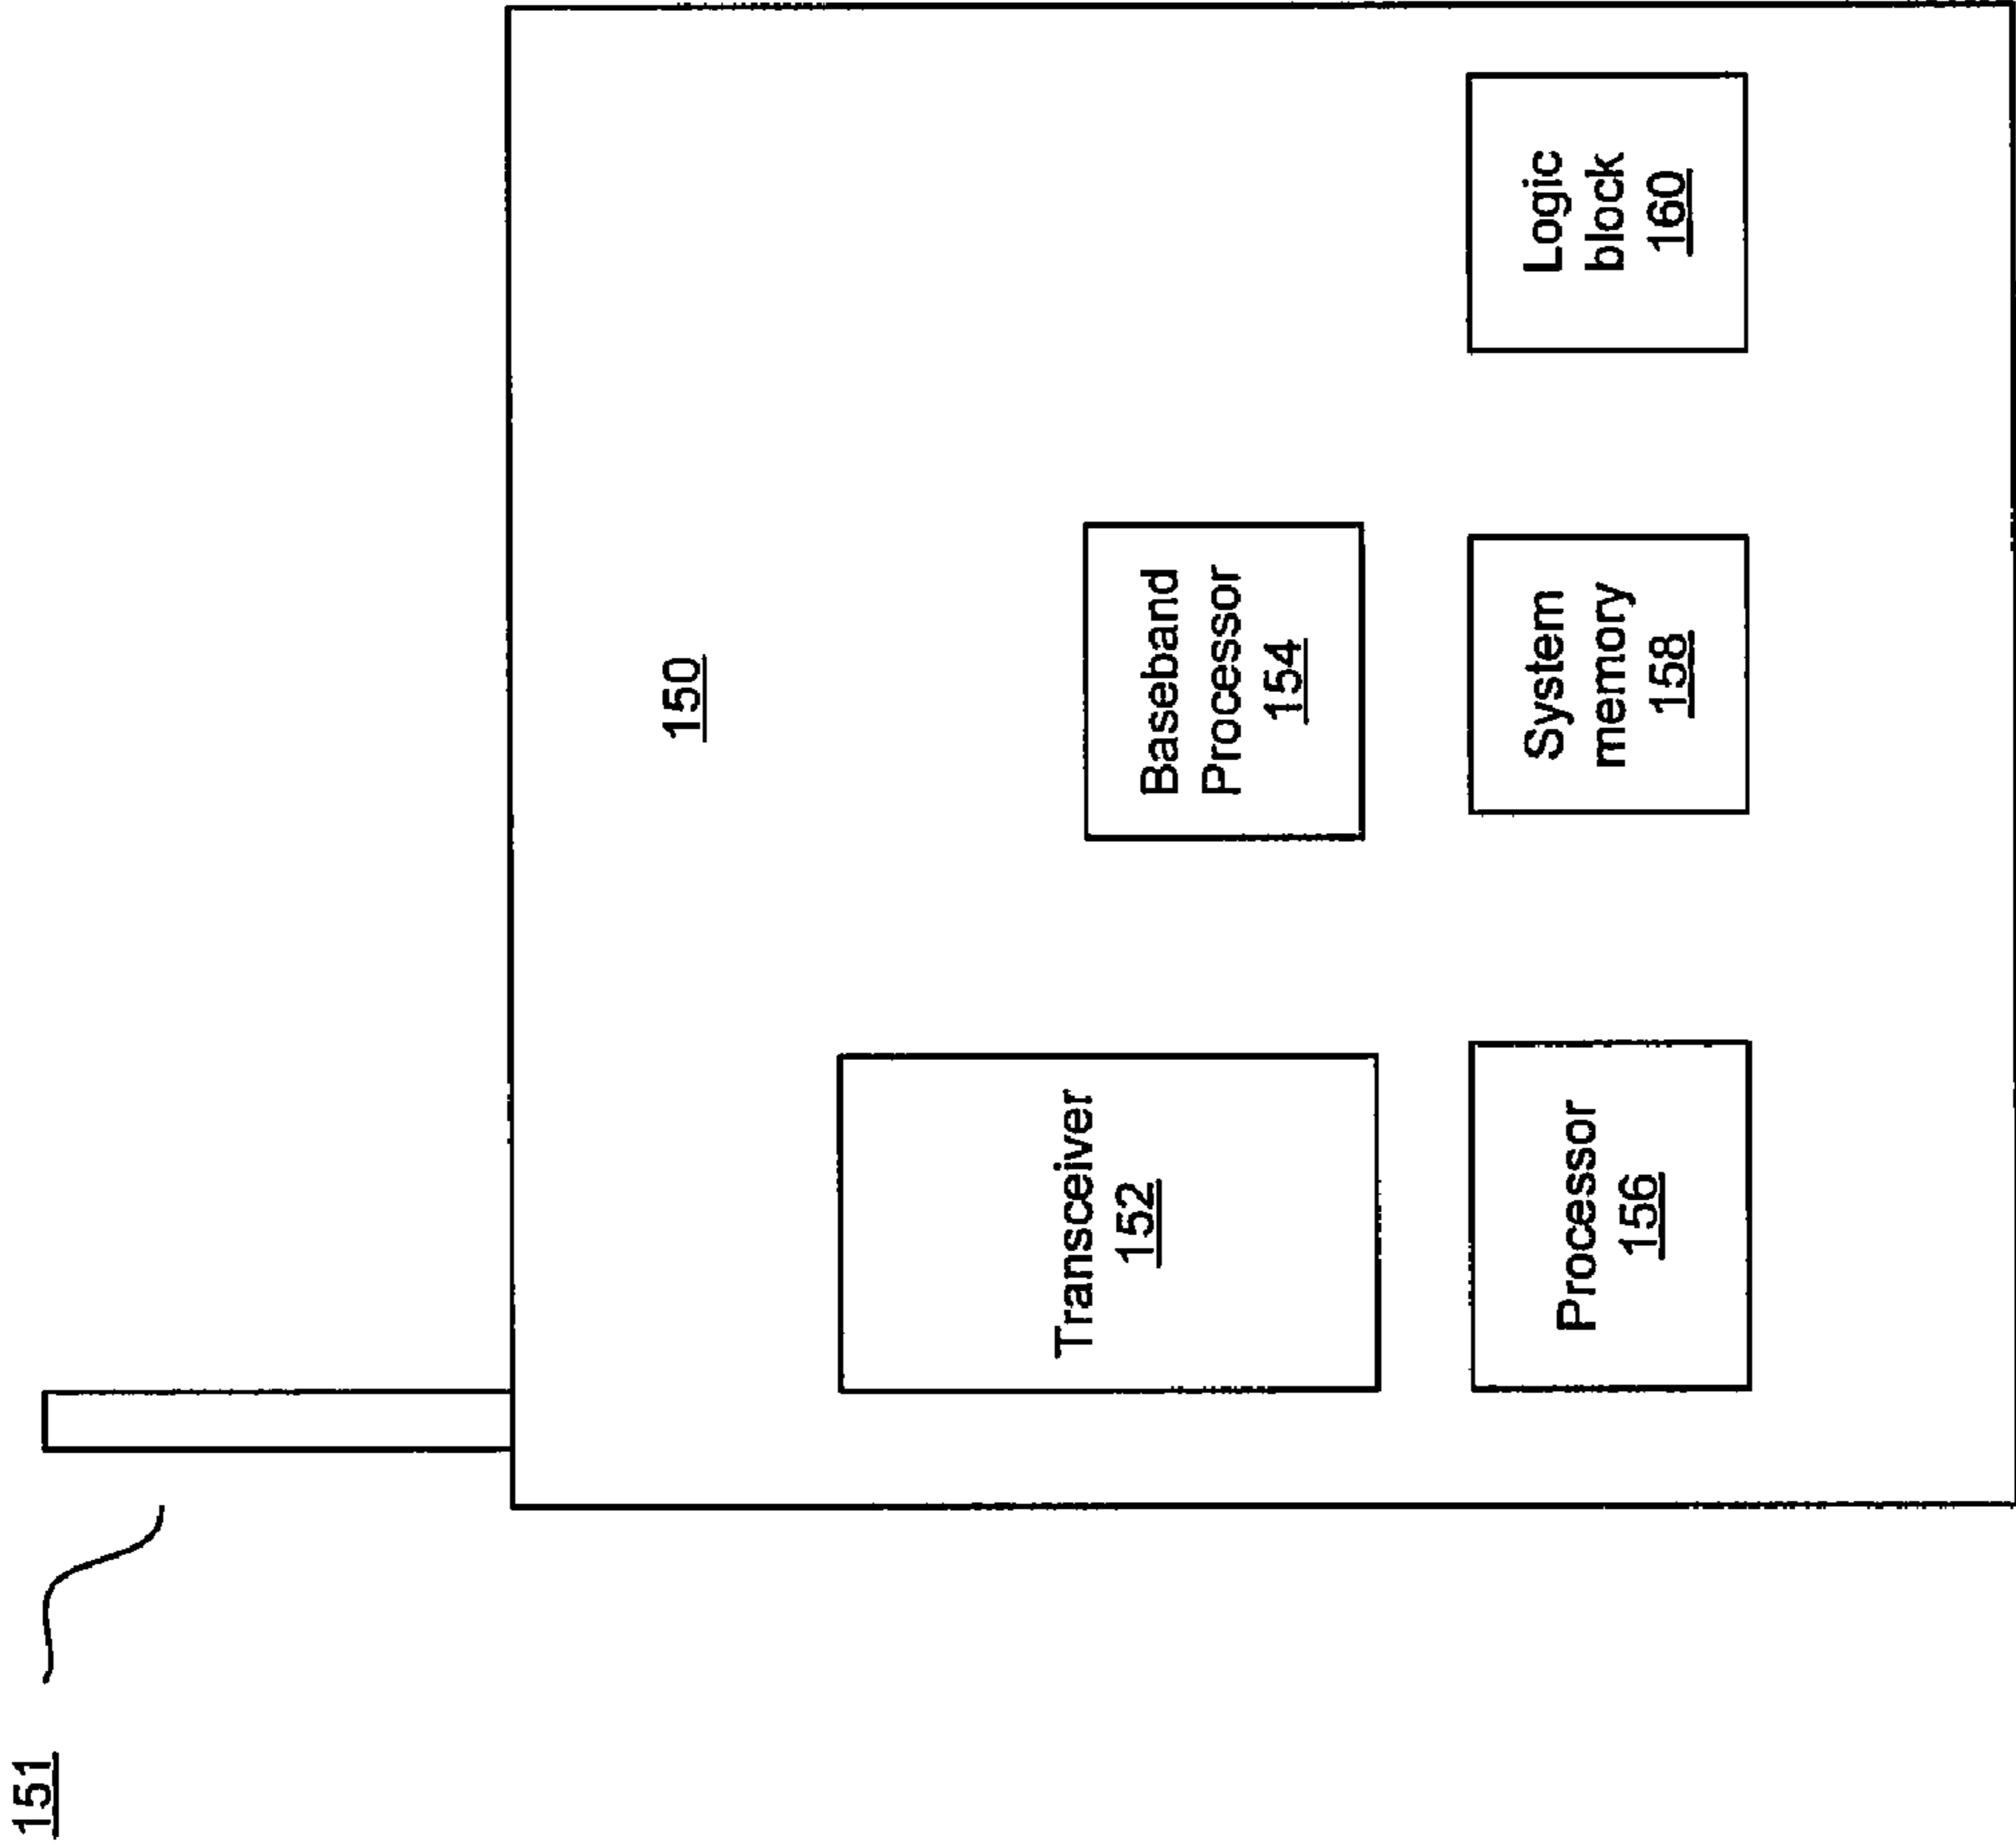 151
150
Transceiver
152
Baseband
Processor
154
Processor
156
System
memory
158
Logic
block
160